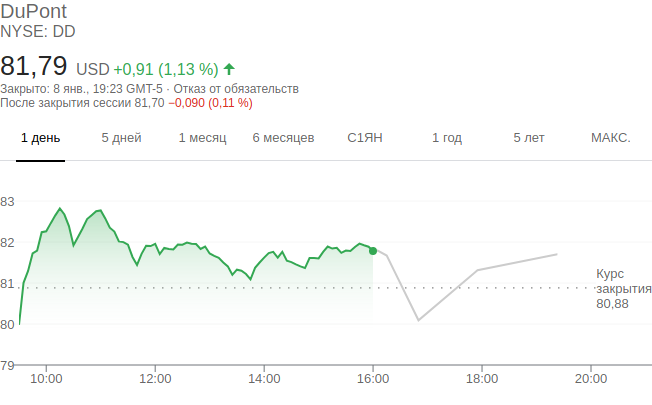 DuPont
NYSE: DD
81,79 USD +0,91 (1,13 %)
Закрыто: 8 янв., 19:23 GMT-5 · Отказ от обязательств
После закрытия сессии 81,70 −0,090 (0,11 %)
1 день 5 дней 1 месяц 6 месяцев С1ЯН 1 год 5 лет МАКС.
83
82
81
80
79
Курс
закрытия
80,88
10:00 12:00 14:00 16:00 18:00 20:00